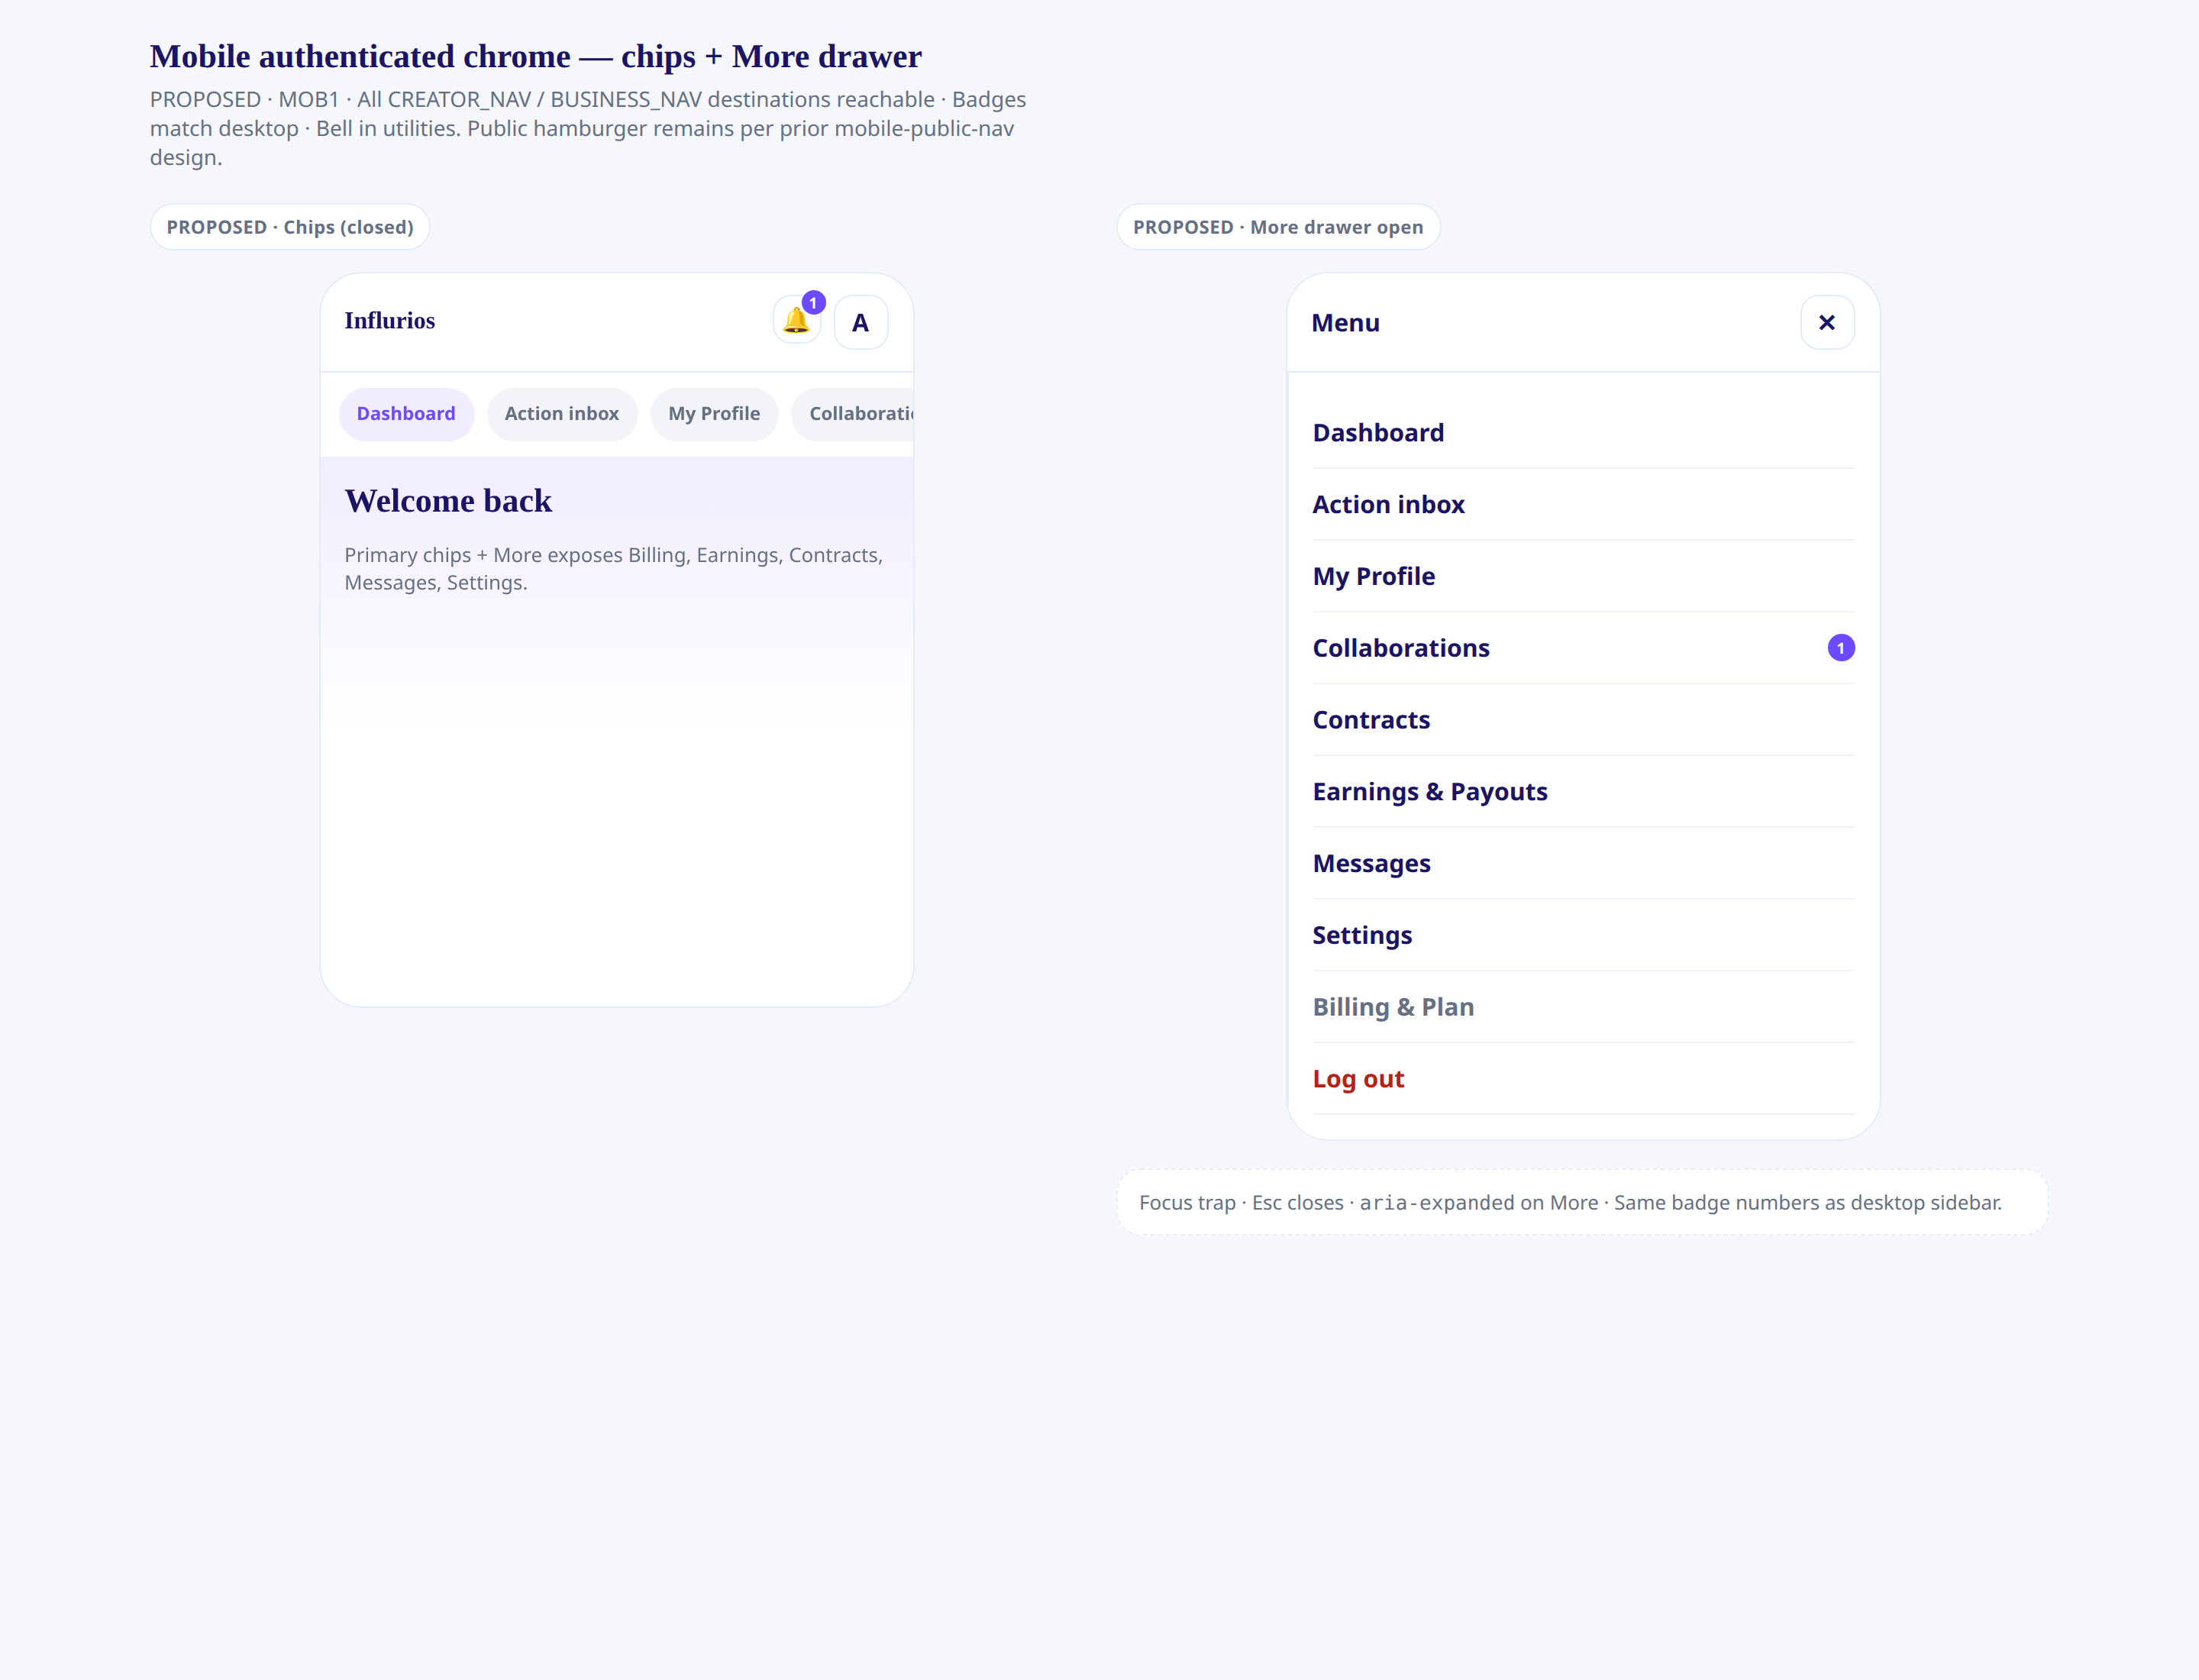 Mobile authenticated chrome — chips + More drawer
PROPOSED · MOB1 · All CREATOR_NAV / BUSINESS_NAV destinations reachable · Badges
match desktop · Bell in utilities. Public hamburger remains per prior mobile-public-nav
design.
PROPOSED · Chips (closed)
Influrios
1
A
Dashboard
Action inbox
My Profile
Collaboratio
Welcome back
Primary chips + More exposes Billing, Earnings, Contracts,
Messages, Settings.
PROPOSED · More drawer open
Menu
✕
Dashboard
Action inbox
My Profile
Collaborations 1
Contracts
Earnings & Payouts
Messages
Settings
Billing & Plan
Log out
Focus trap · Esc closes · aria-expanded on More · Same badge numbers as desktop sidebar.